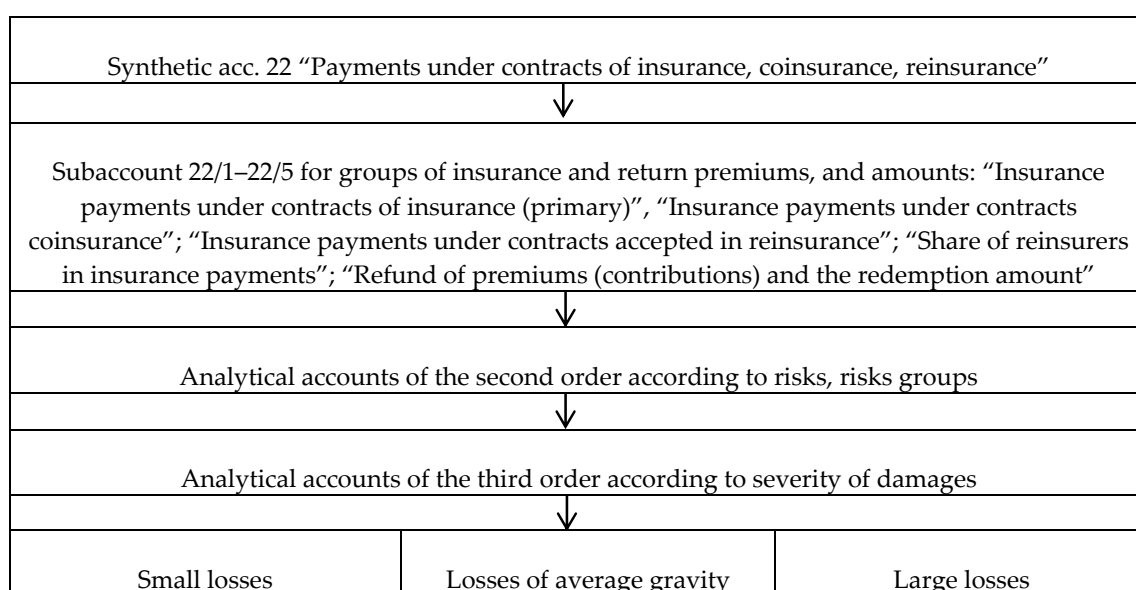 Synthetic acc. 22 “Payments under contracts of insurance, coinsurance, reinsurance”
Subaccount 22/1–22/5 for groups of insurance and return premiums, and amounts: “Insurance
payments under contracts of insurance (primary)”, “Insurance payments under contracts
coinsurance”; “Insurance payments under contracts accepted in reinsurance”; “Share of reinsurers
in insurance payments”; “Refund of premiums (contributions) and the redemption amount”
Analytical accounts of the second order according to risks, risks groups
Analytical accounts of the third order according to severity of damages
Small losses
Losses of average gravity
Large losses